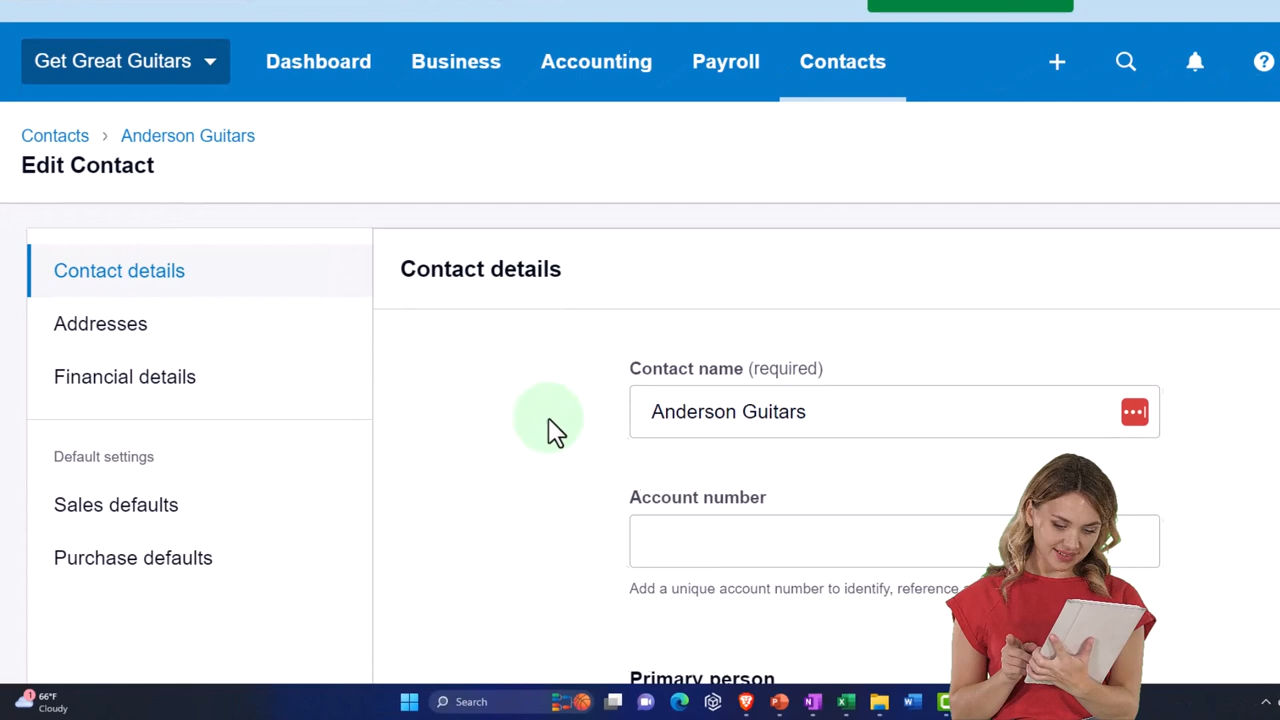 Get Great Guitars Dashboard Business Accounting Payroll Contacts
Contacts › Anderson Guitars
Edit Contact
Contact details
Addresses
Financial details
Default settings
Sales defaults
Purchase defaults
Contact details
Contact name (required)
Anderson Guitars
Account number
Add a unique account number to identify, reference
Primary person
1
66°F
Cloudy
Search